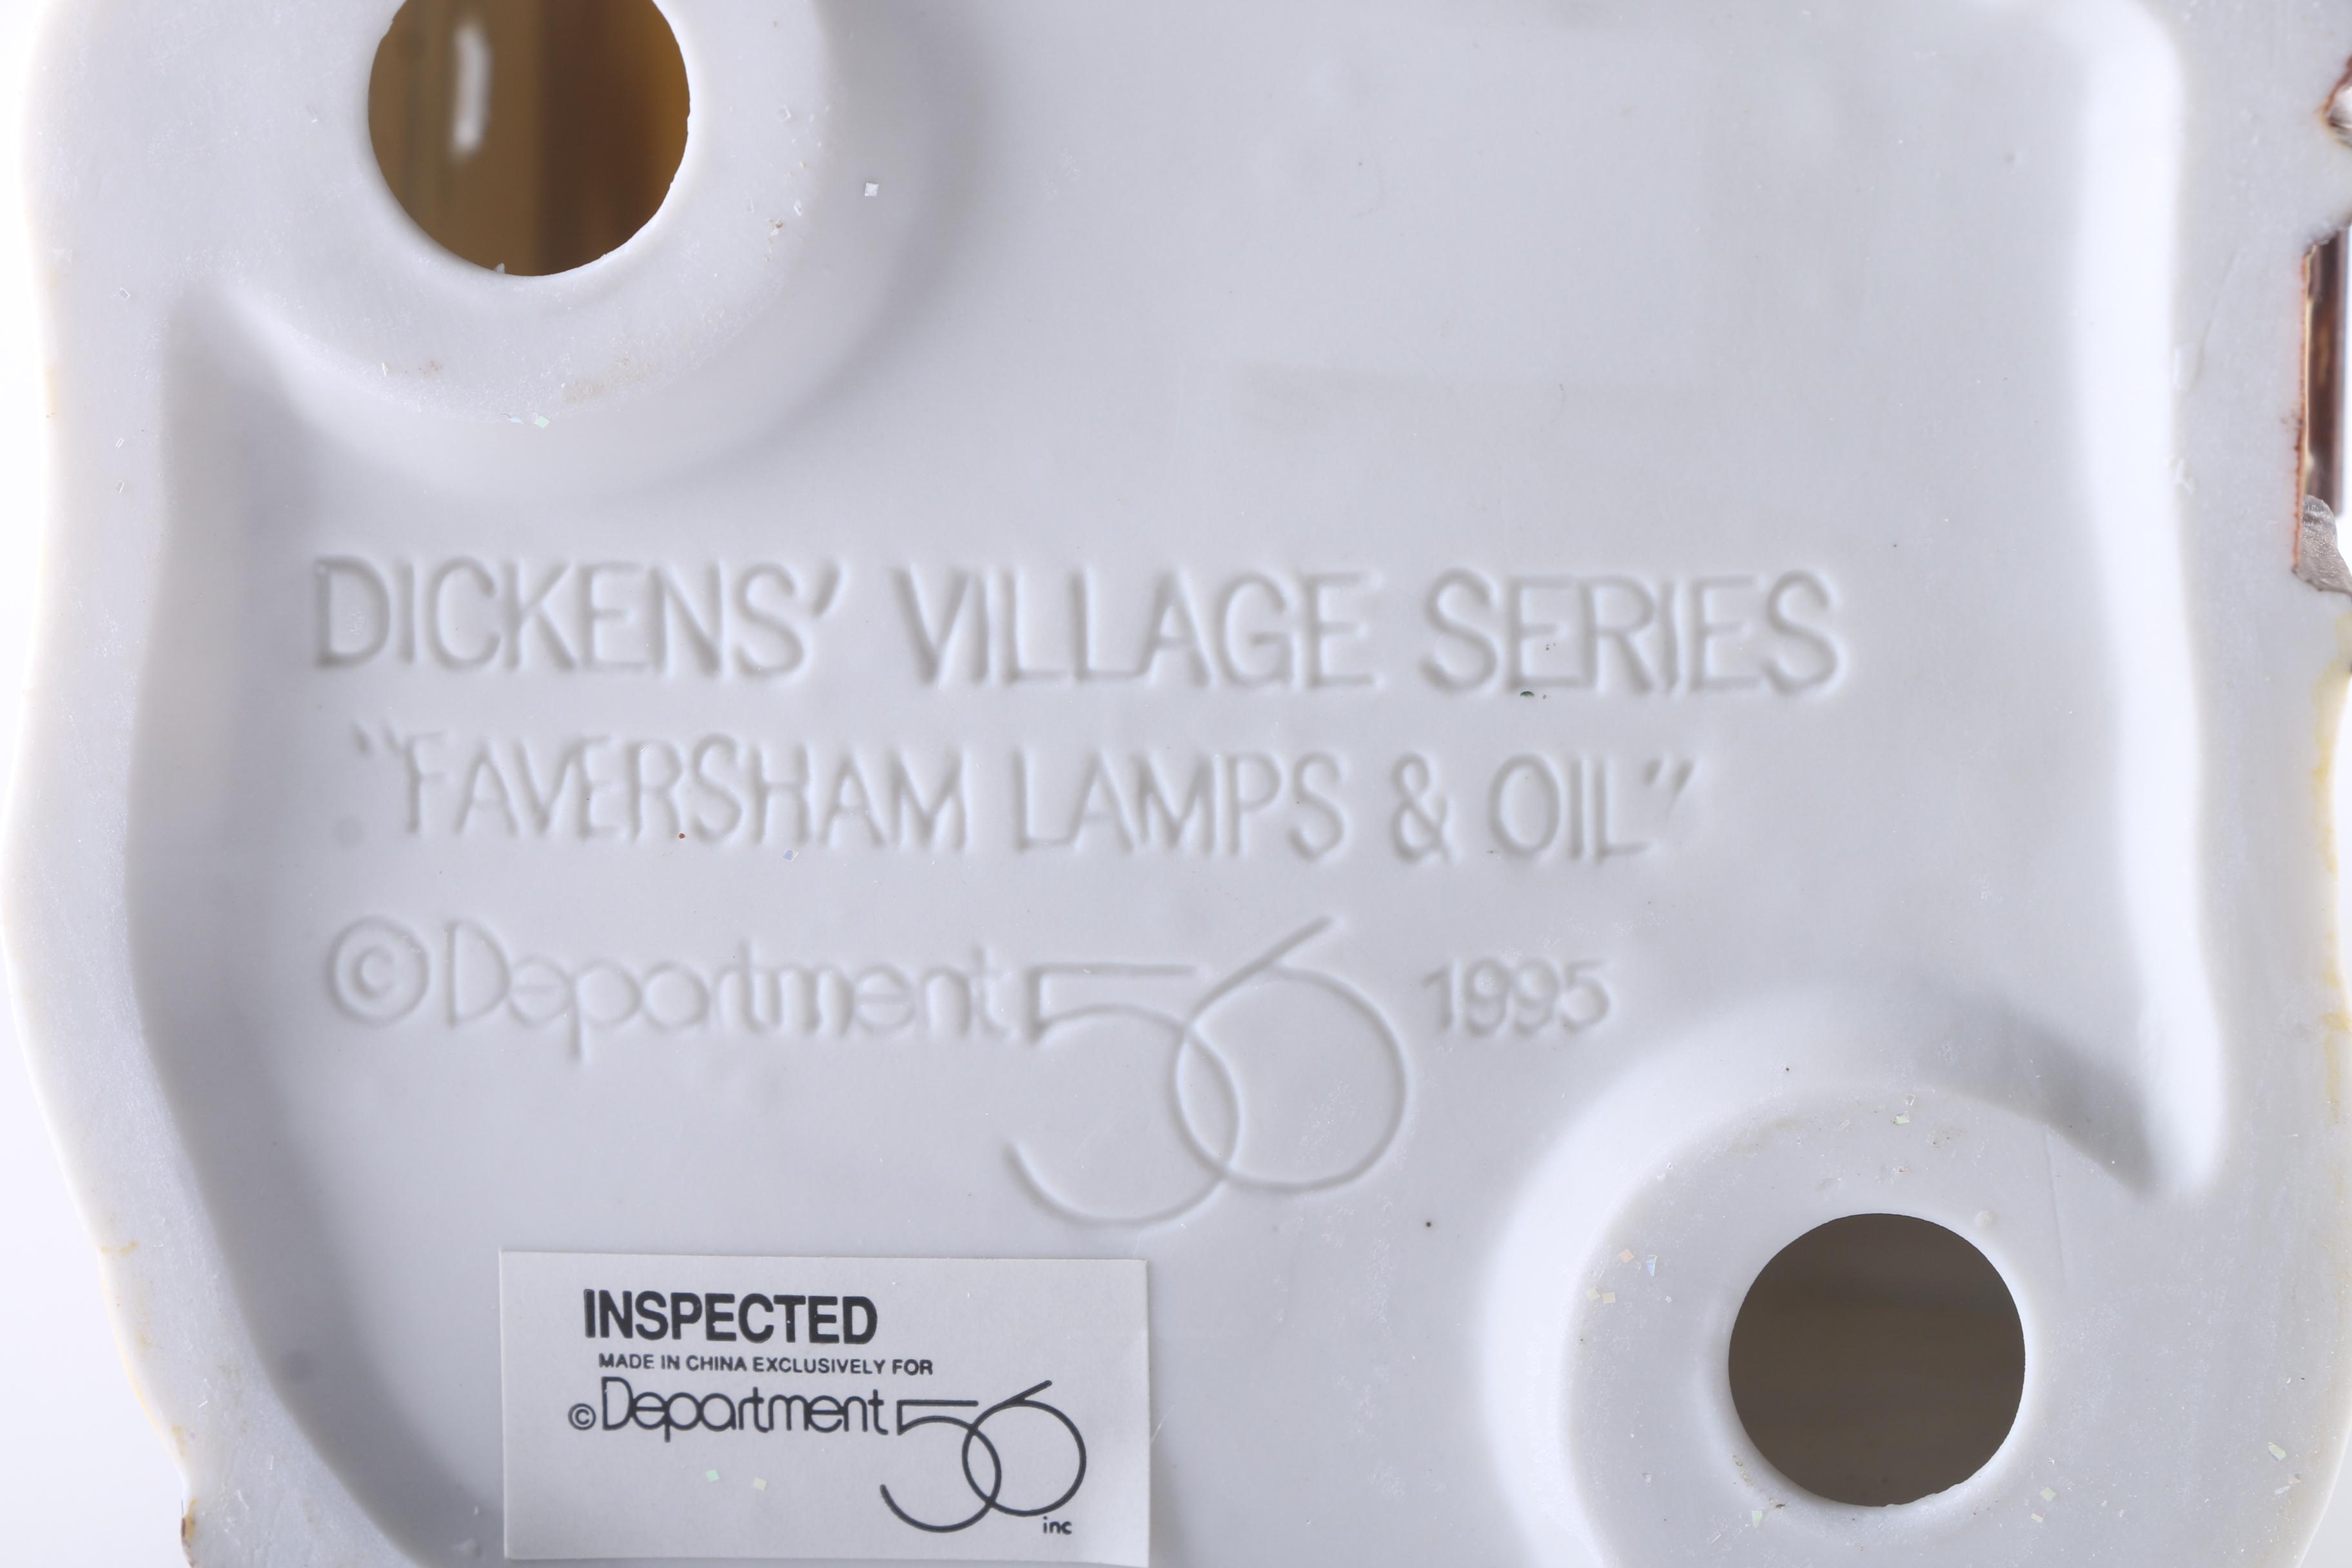 DICKENS' VILLAGE SERIES
"FAVERSHAM LAMPS & OIL"
© Department 56 1995
INSPECTED
MADE IN CHINA EXCLUSIVELY FOR
© Department 56
inc